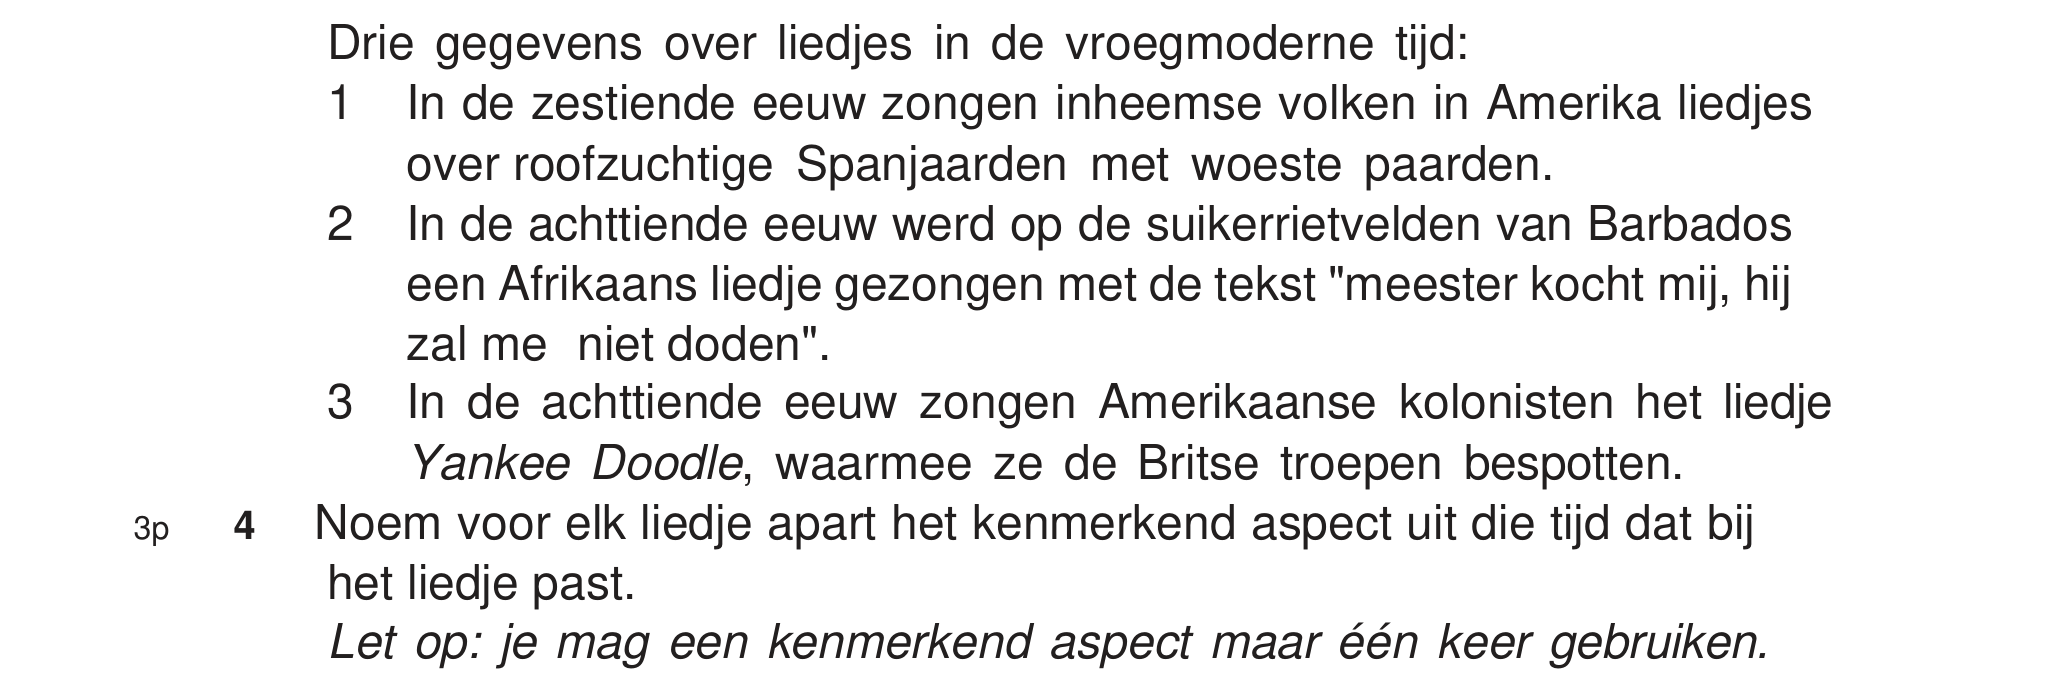 Drie gegevens over liedjes in de vroegmoderne tijd:
1 In de zestiende eeuw zongen inheemse volken in Amerika liedjes
over roofzuchtige Spanjaarden met woeste paarden.
2 In de achttiende eeuw werd op de suikerrietvelden van Barbados
een Afrikaans liedje gezongen met de tekst "meester kocht mij, hij
zal me niet doden".
3 In de achttiende eeuw zongen Amerikaanse kolonisten het liedje
Yankee Doodle, waarmee ze de Britse troepen bespotten.
3p 4 Noem voor elk liedje apart het kenmerkend aspect uit die tijd dat bij
het liedje past.
Let op: je mag een kenmerkend aspect maar één keer gebruiken.